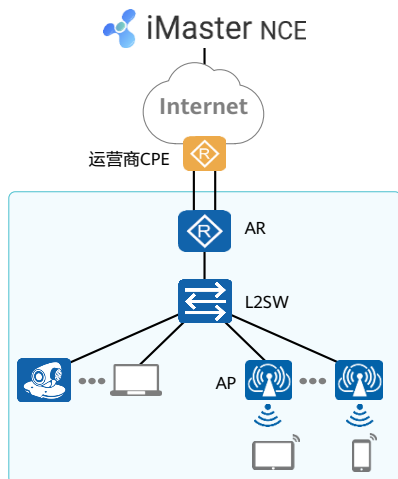 iMaster NCE
Internet
R
运营商CPE
R
AR
L2SW
AP